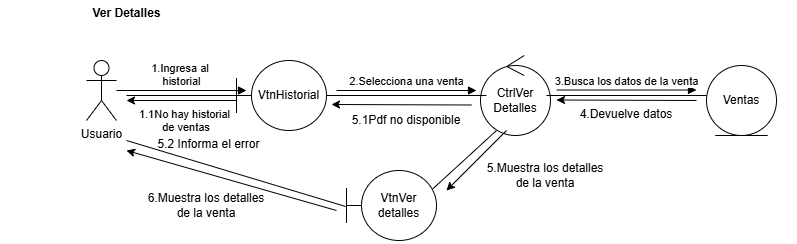 Ver Detalles
1.Ingresa al
historial
VtnHistorial
2.Selecciona una venta
CtrlVer
Detalles
3.Busca los datos de la venta
Ventas
1.1No hay historial
de ventas
5.1Pdf no disponible
4.Devuelve datos
Usuario
5.2 Informa el error
5.Muestra los detalles
de la venta
6.Muestra los detalles
de la venta
VtnVer
detalles